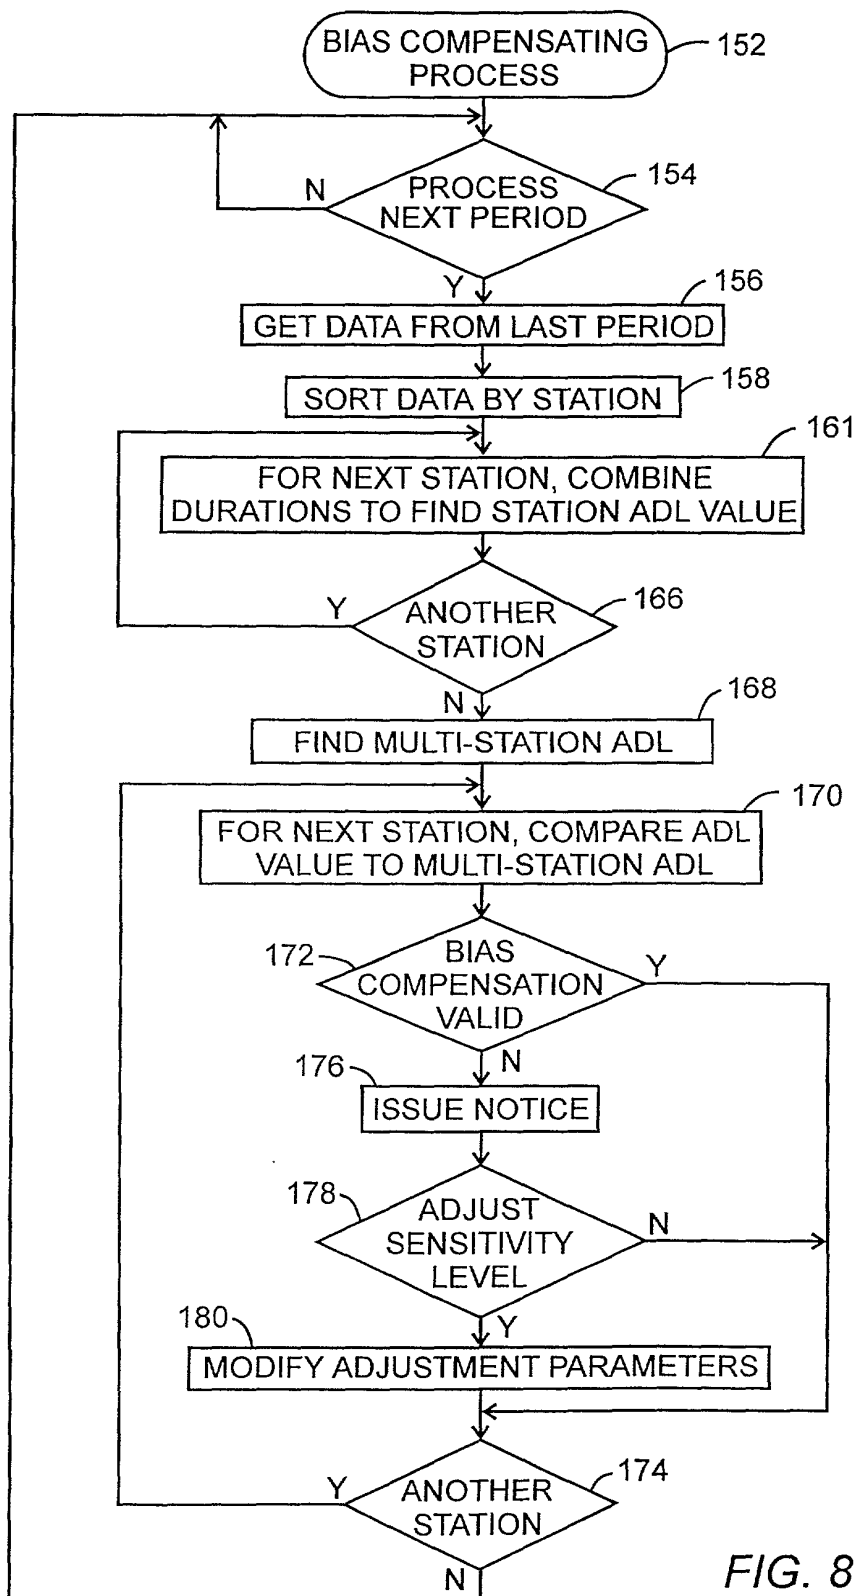 BIAS COMPENSATING
PROCESS
152
PROCESS
NEXT PERIOD
154
N
Y
156
GET DATA FROM LAST PERIOD
158
SORT DATA BY STATION
161
FOR NEXT STATION, COMBINE
DURATIONS TO FIND STATION ADL VALUE
Y
ANOTHER
STATION
166
N
168
FIND MULTI-STATION ADL
170
FOR NEXT STATION, COMPARE ADL
VALUE TO MULTI-STATION ADL
172
BIAS
COMPENSATION
VALID
Y
N
176
ISSUE NOTICE
178
ADJUST
SENSITIVITY
LEVEL
N
Y
180
MODIFY ADJUSTMENT PARAMETERS
Y
ANOTHER
STATION
174
N
FIG. 8